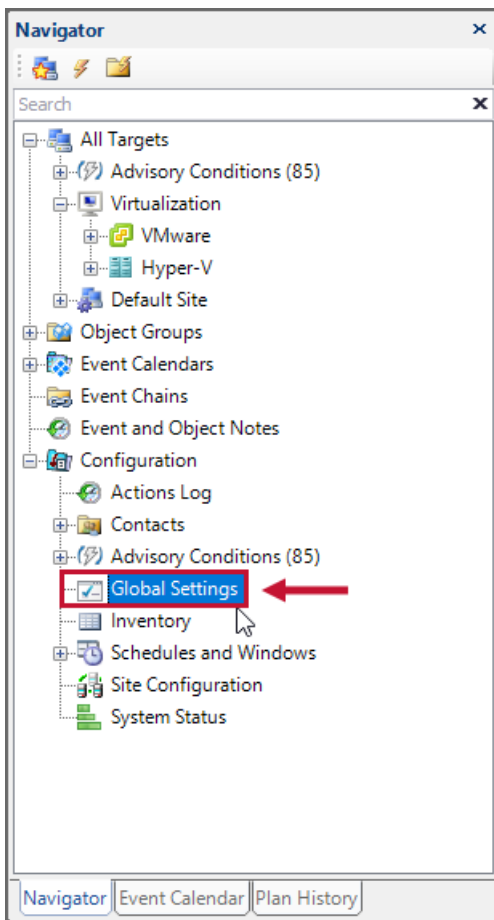 Navigator
Search
All Targets
Advisory Conditions (85)
Virtualization
VMware
Hyper-V
Default Site
Object Groups
Event Calendars
Event Chains
Event and Object Notes
Configuration
Actions Log
Contacts
Advisory Conditions (85)
Global Settings
Inventory
Schedules and Windows
Site Configuration
System Status
Navigator Event Calendar Plan History